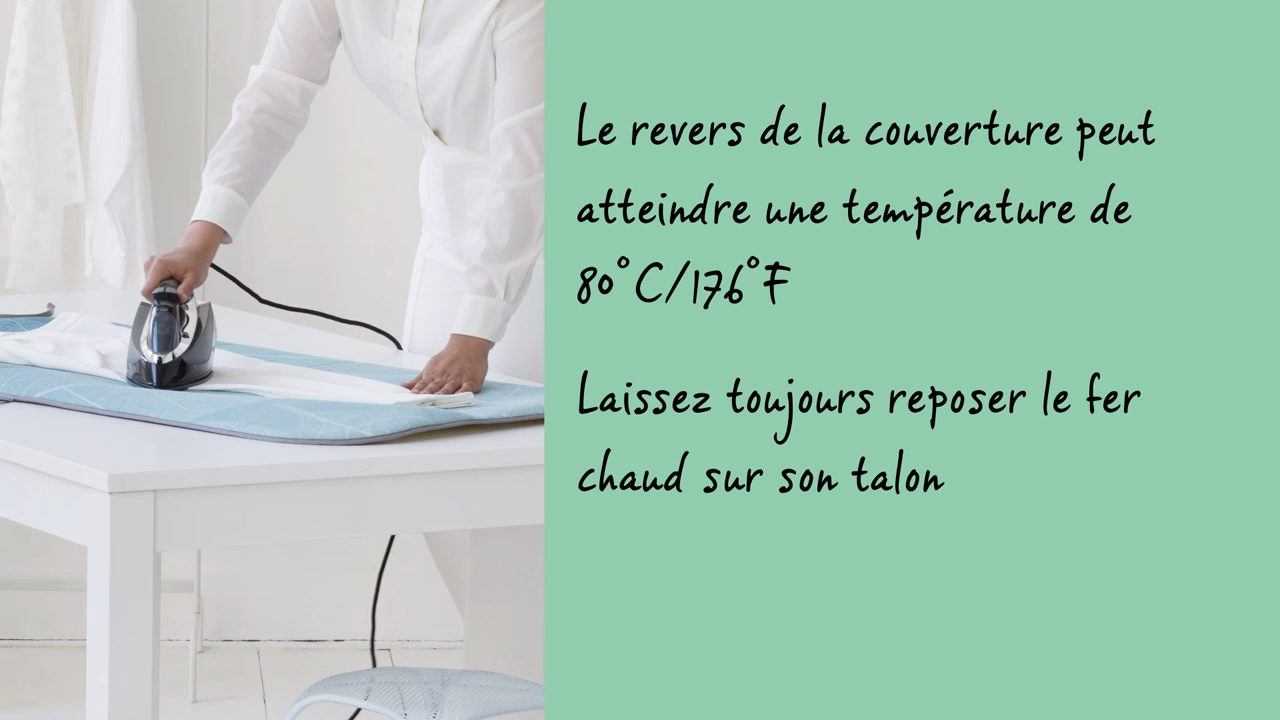 Le revers de la couverture peut
atteindre une température de
80°C/176°F
Laissez toujours reposer le fer
chaud sur son talon